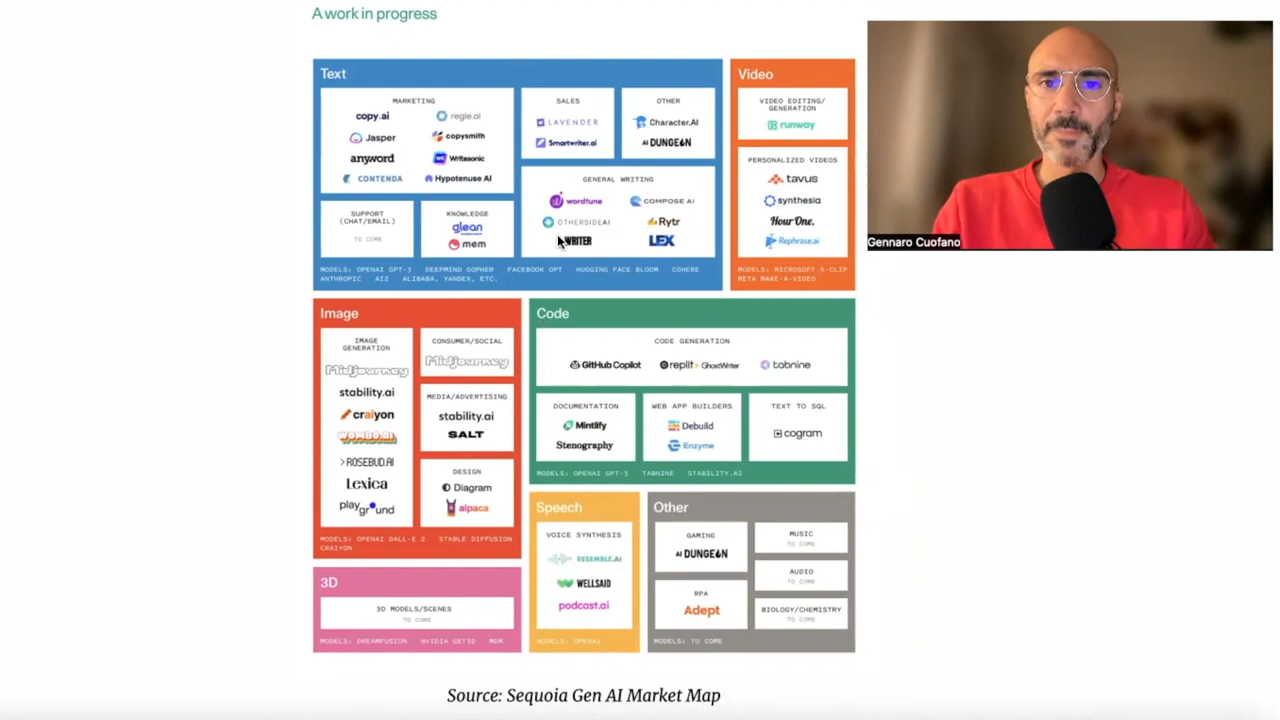 A work in progress
Text
MARKETING
copy.ai
regie.ai
Jasper
copysmith
anyword
Writesonic
CONTENDA
Hypotenuse AI
SALES
LAVENDER
Smartwriter.ai
OTHER
Character.AI
AI DUNGEON
SUPPORT
(CHAT/EMAIL)
TO COME
KNOWLEDGE
glean
mem
GENERAL WRITING
wordtune
COMPOSE AI
OTHERSIDEAI
Rytr
WRITER
LEX
MODELS: OPENAI GPT-3 DEEPMIND GOPHER FACEBOOK OPT HUGGING FACE BLOOM COHERE
ANTHROPIC AI2 ALIBABA, YANDEX, ETC.
Video
VIDEO EDITING/
GENERATION
runway
PERSONALIZED VIDEOS
tavus
synthesia
Hour One.
Rephrase.ai
MODELS: MICROSOFT X-CLIP
META MAKE-A-VIDEO
Gennaro Cuofano
Image
IMAGE
GENERATION
Midjourney
stability.ai
craiyon
WOMBO.AI
ROSEBUD.AI
Lexica
playground
CONSUMER/SOCIAL
Midjourney
MEDIA/ADVERTISING
stability.ai
SALT
DESIGN
Diagram
alpaca
MODELS: OPENAI DALL-E 2 STABLE DIFFUSION
CRAIYON
Code
CODE GENERATION
GitHub Copilot
replit GhostWriter
tabnine
DOCUMENTATION
Mintlify
Stenography
WEB APP BUILDERS
Debuild
Enzyme
TEXT TO SQL
cogram
MODELS: OPENAI GPT-3 TABNINE STABILITY.AI
3D
3D MODELS/SCENES
TO COME
MODELS: DREAMFUSION NVIDIA GET3D MDM
Speech
VOICE SYNTHESIS
RESEMBLE.AI
WELLSAID
podcast.ai
MODELS: OPENAI
Other
GAMING
AI DUNGEON
RPA
Adept
MUSIC
TO COME
AUDIO
TO COME
BIOLOGY/CHEMISTRY
TO COME
MODELS: TO COME
Source: Sequoia Gen AI Market Map